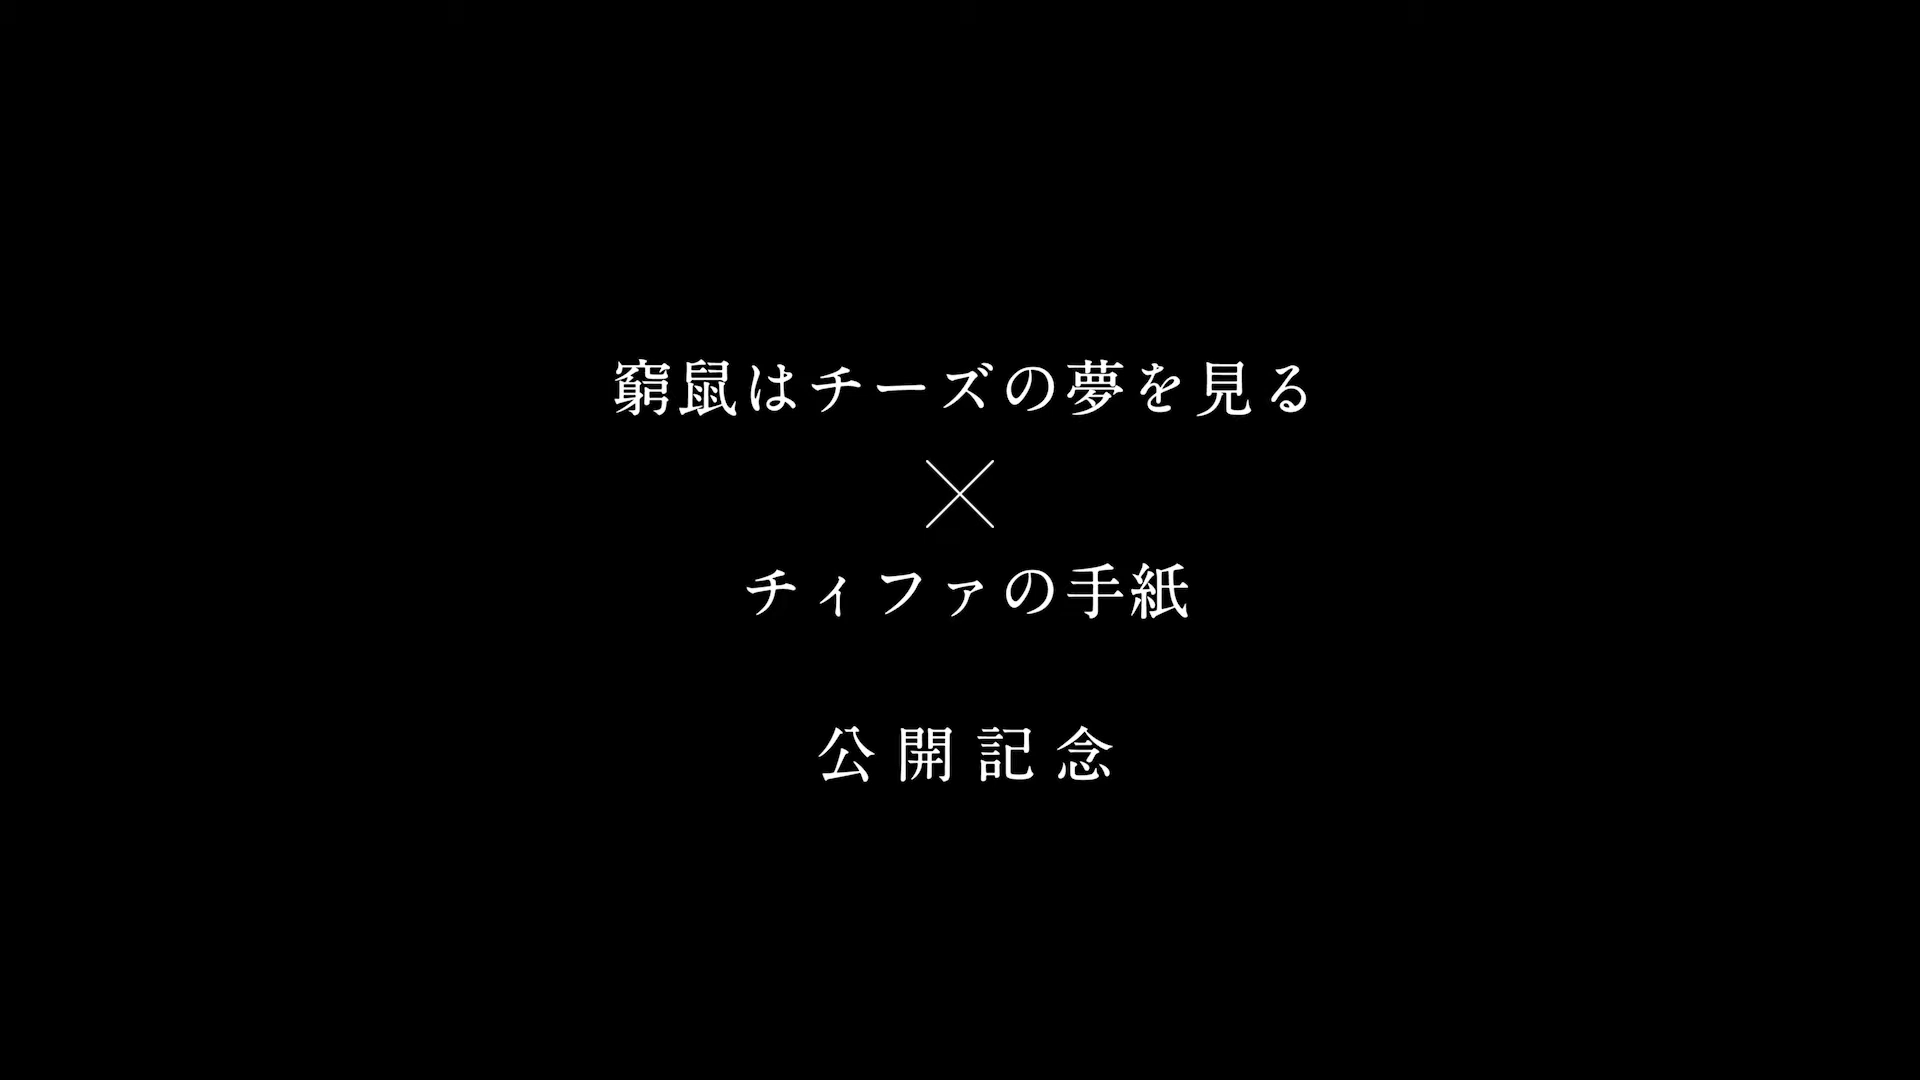 窮鼠はチーズの夢を見る
×
チィファの手紙
公開記念